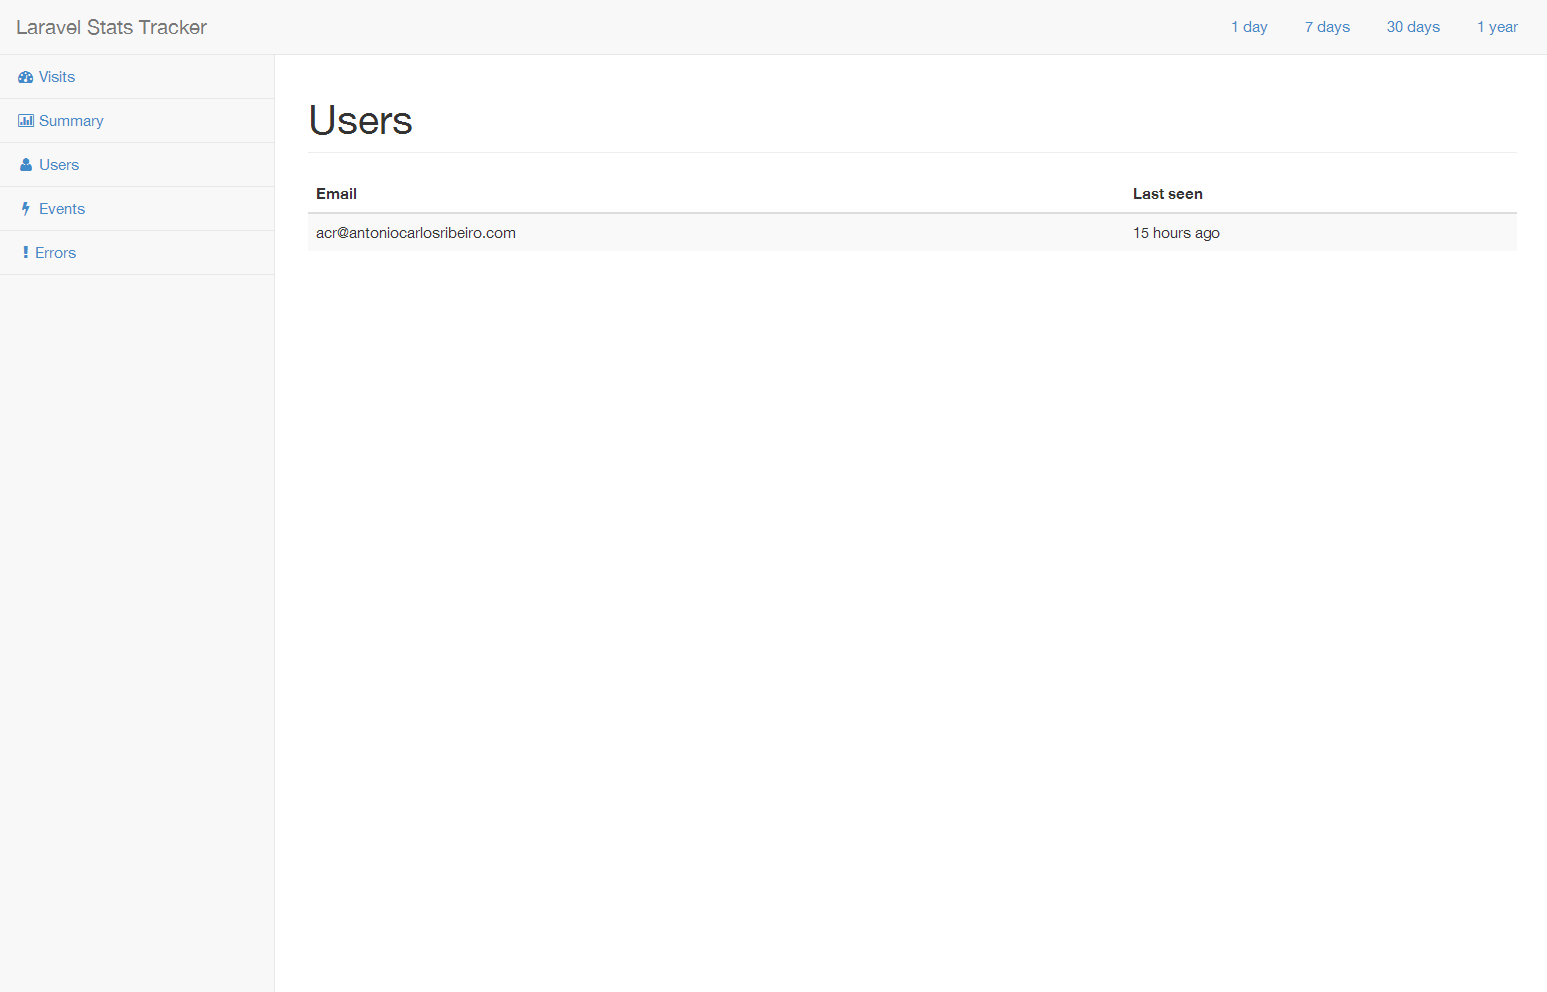 Laravel Stats Tracker
1 day 7 days 30 days 1 year
Visits
Summary
Users
Events
Errors
Users
Email Last seen
acr@antoniocarlosribeiro.com 15 hours ago